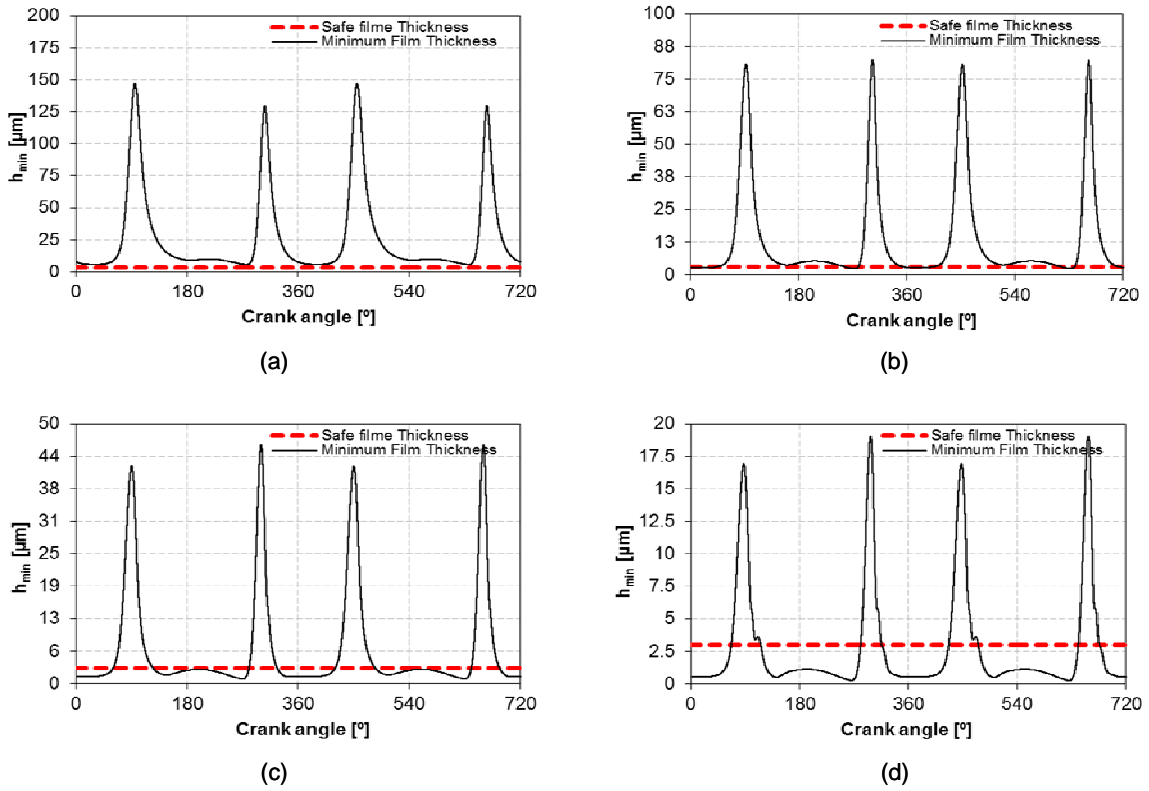 200
175
150
125
100
75
50
25
0
h_min [µm]
Safe filme Thickness
Minimum Film Thickness
0 180 360 540 720
Crank angle [º]
(a)
100
88
75
63
50
38
25
13
0
h_min [µm]
Safe filme Thickness
Minimum Film Thickness
0 180 360 540 720
Crank angle [º]
(b)
50
44
38
31
25
19
13
6
0
h_min [µm]
Safe filme Thickness
Minimum Film Thickness
0 180 360 540 720
Crank angle [º]
(c)
20
17.5
15
12.5
10
7.5
5
2.5
0
h_min [µm]
Safe filme Thickness
Minimum Film Thickness
0 180 360 540 720
Crank angle [º]
(d)